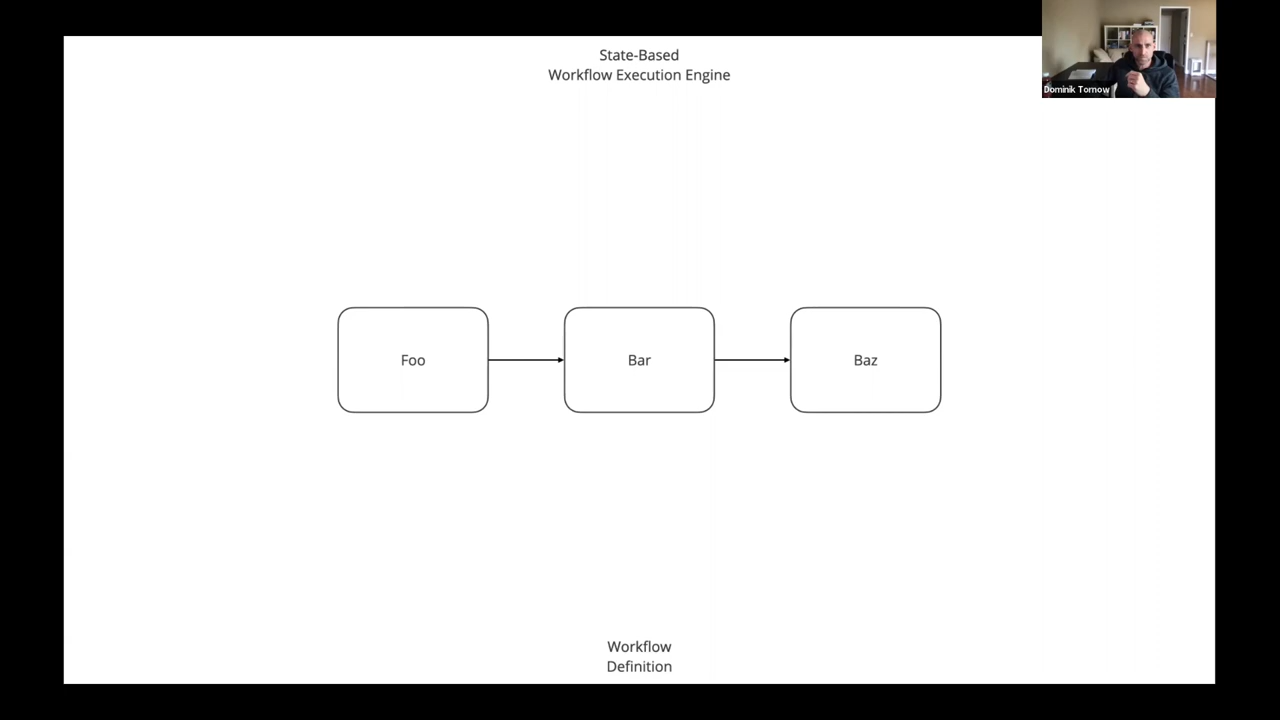 State-Based
Workflow Execution Engine
Dominik Tornow
Foo
Bar
Baz
Workflow
Definition